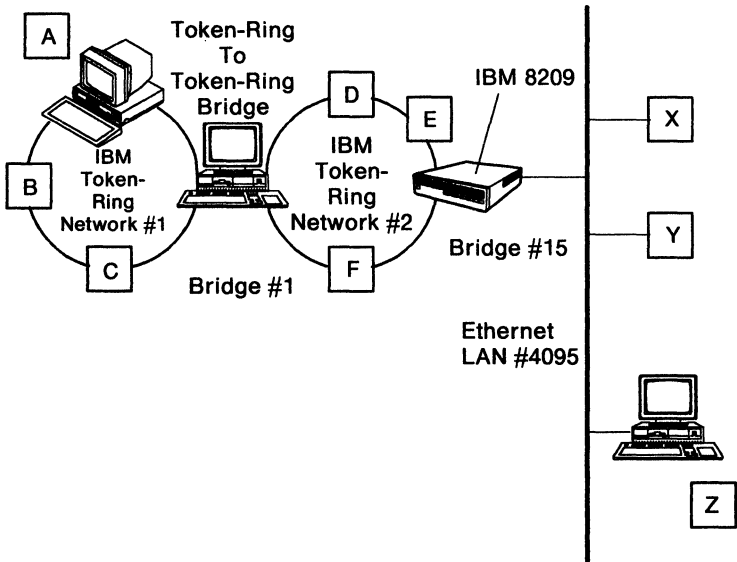 A
Token-Ring
To
Token-Ring
Bridge
IBM 8209
D
E
X
B
IBM
Token-
Ring
Network #1
IBM
Token-
Ring
Network #2
Y
C
F
Bridge #1
Bridge #15
Ethernet
LAN #4095
Z